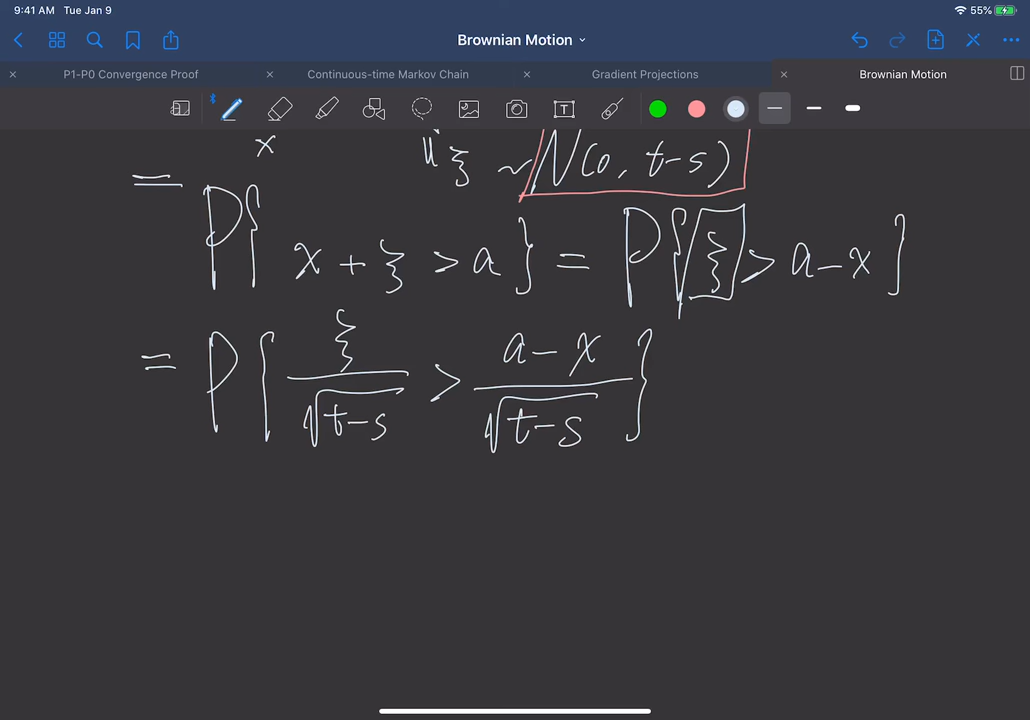 9:41 AM Tue Jan 9 55%
Brownian Motion
P1-P0 Convergence Proof Continuous-time Markov Chain Gradient Projections Brownian Motion
T
x ξ ~ N(0, t-s)
= P{ x + ξ > a } = P{ ξ > a - x }
= P{ ξ/√(t-s) > (a - x)/√(t-s) }